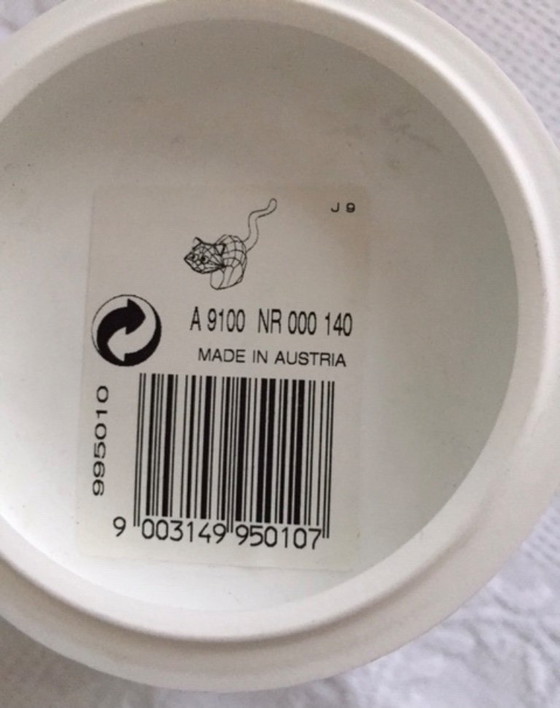 J 9
A 9100 NR 000 140
MADE IN AUSTRIA
995010
9 003149 950107